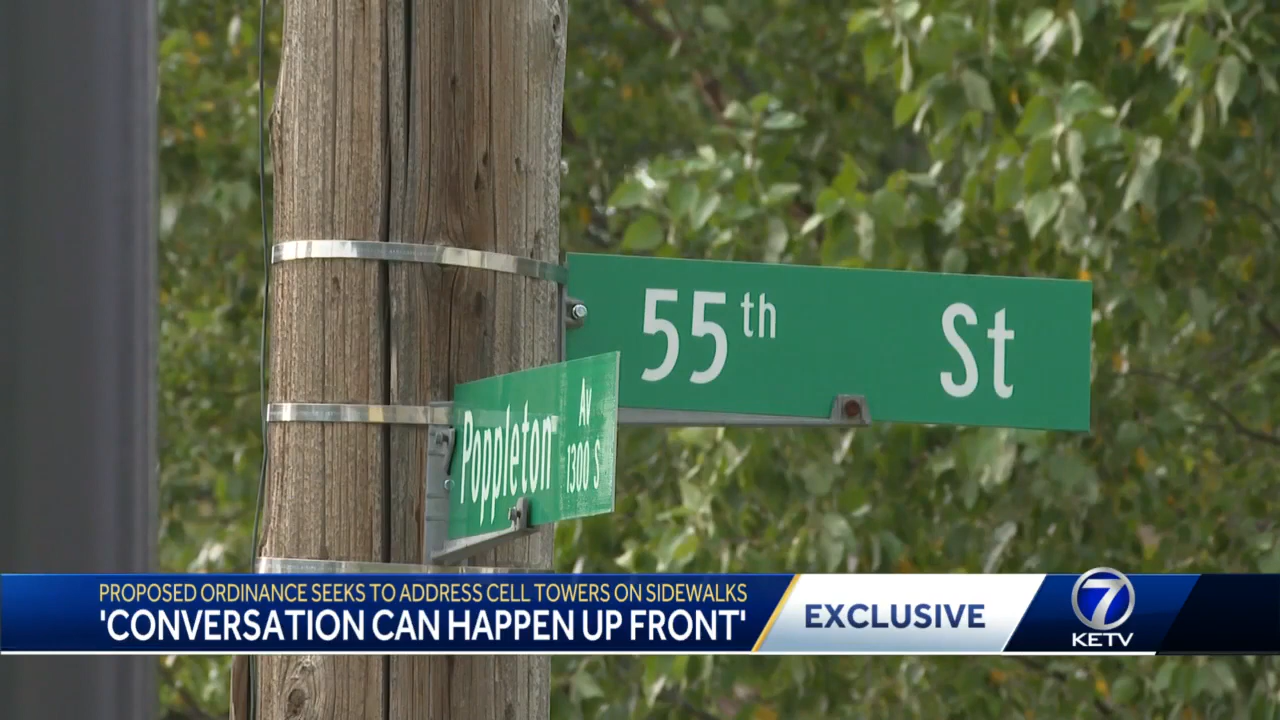 55th St
Poppleton Av
1300 S
PROPOSED ORDINANCE SEEKS TO ADDRESS CELL TOWERS ON SIDEWALKS
'CONVERSATION CAN HAPPEN UP FRONT'
EXCLUSIVE
7
KETV